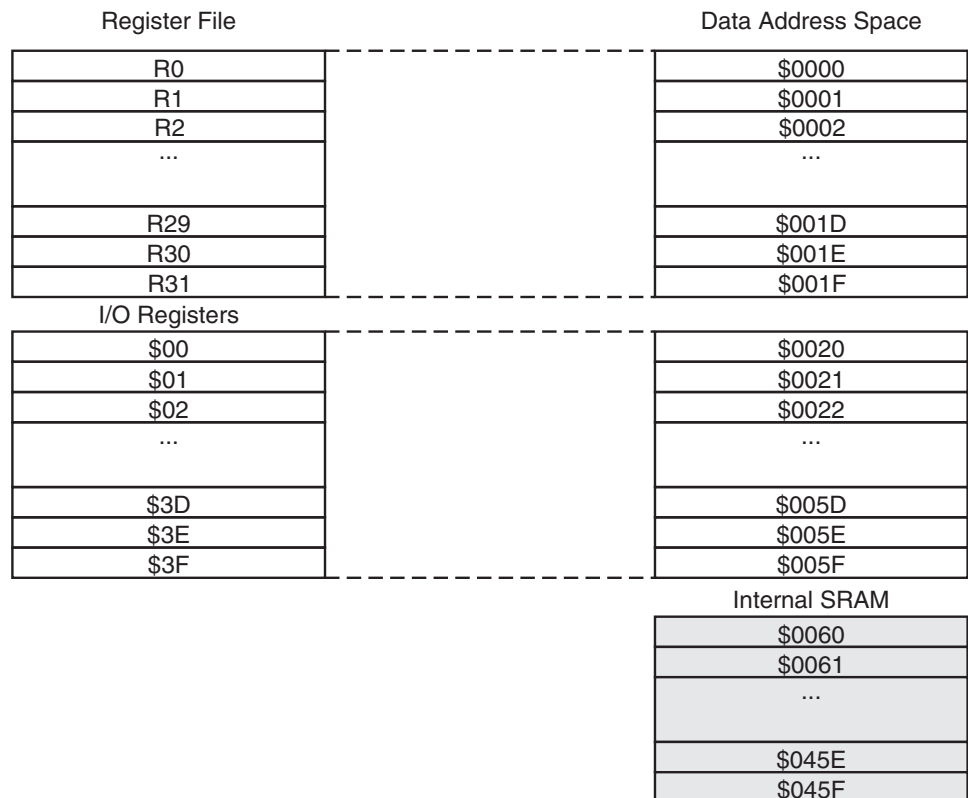 Register File
Data Address Space
R0
$0000
R1
$0001
R2
$0002
...
...
R29
$001D
R30
$001E
R31
$001F
I/O Registers
$00
$0020
$01
$0021
$02
$0022
...
...
$3D
$005D
$3E
$005E
$3F
$005F
Internal SRAM
$0060
$0061
...
$045E
$045F